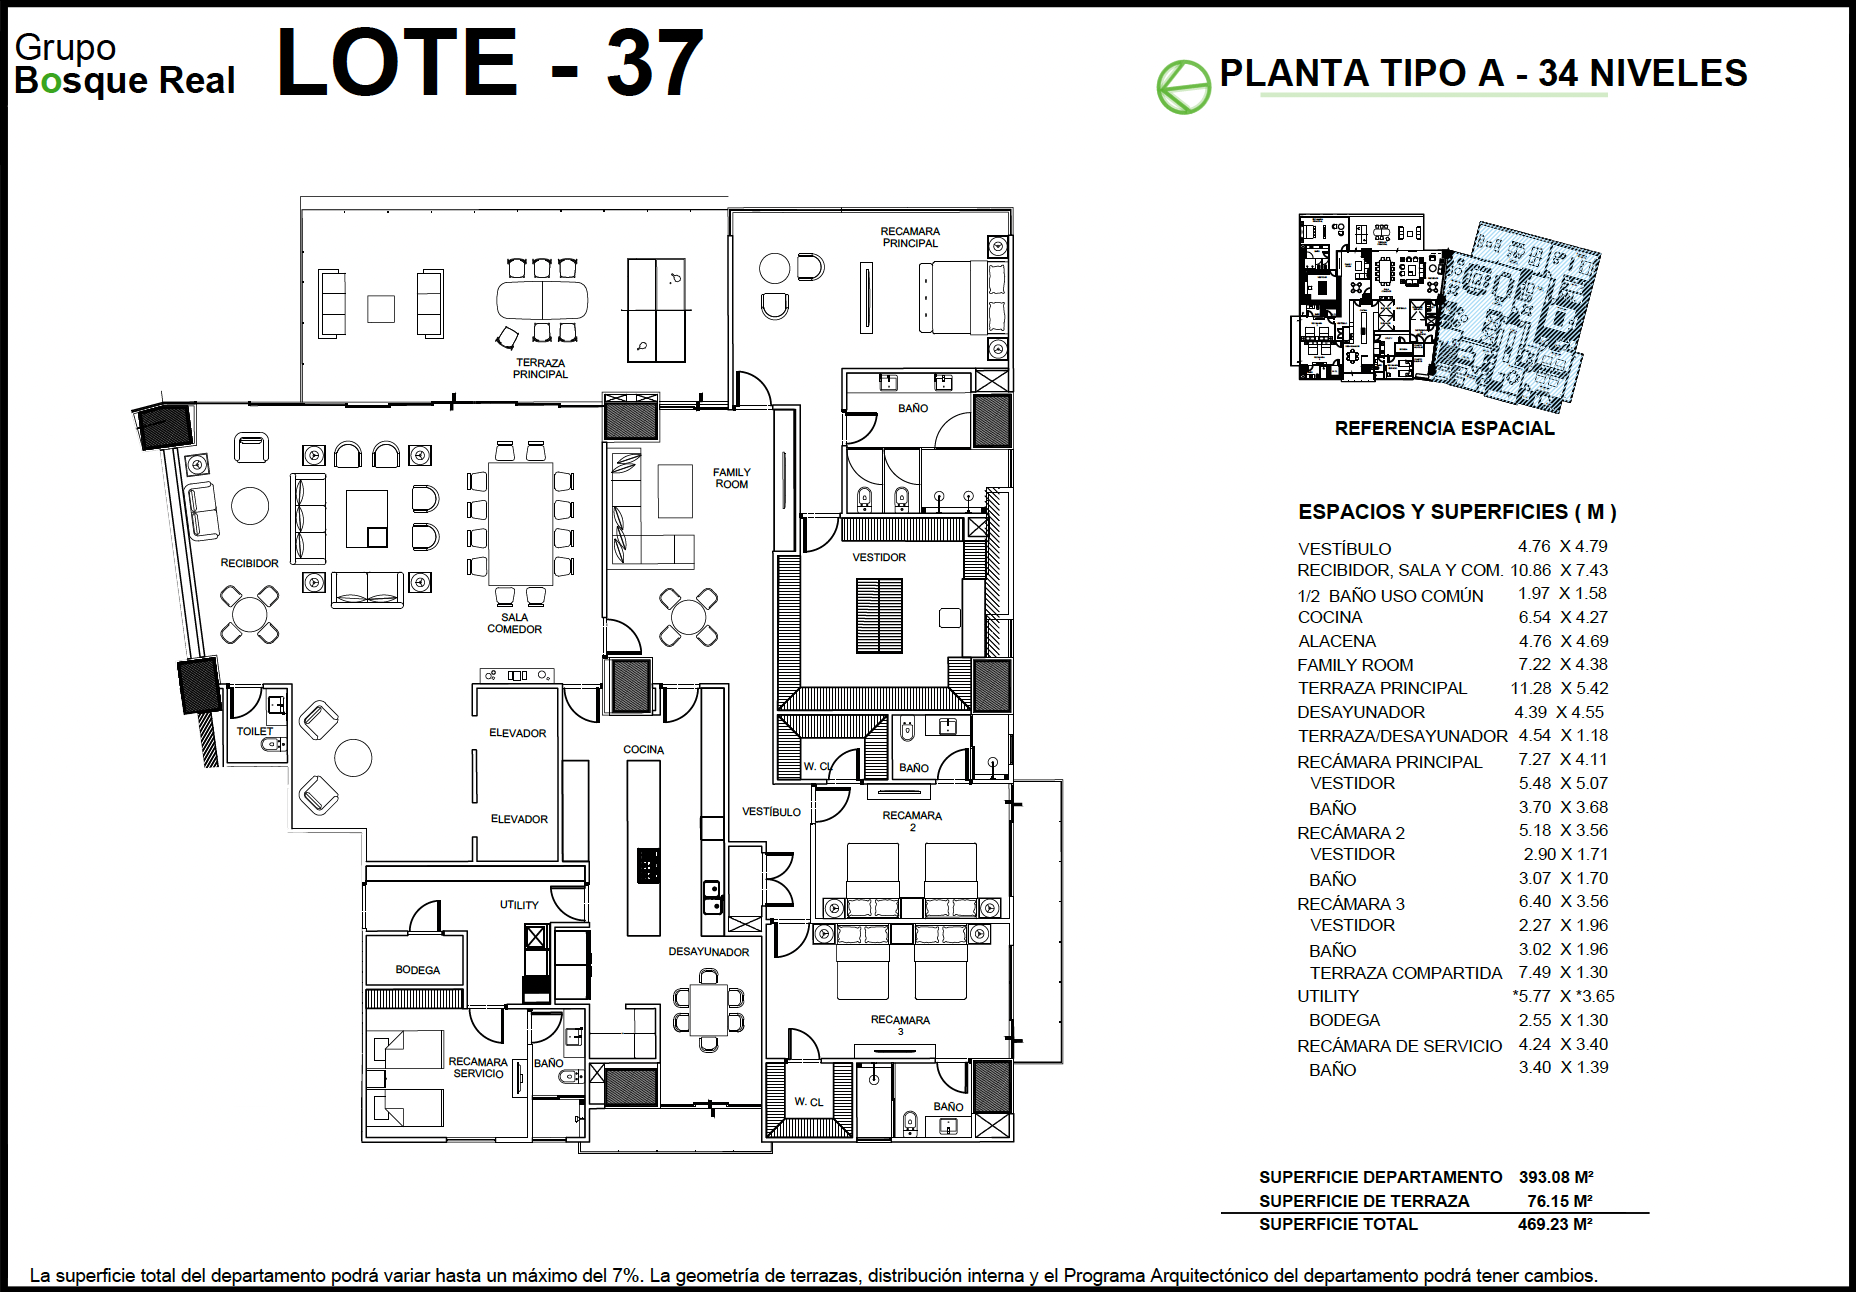 Grupo
Bosque Real
LOTE - 37
PLANTA TIPO A - 34 NIVELES
RECAMARA
PRINCIPAL
TERRAZA
PRINCIPAL
BAÑO
FAMILY
ROOM
RECIBIDOR
VESTIDOR
SALA
COMEDOR
TOILET
ELEVADOR
COCINA
W. CL
BAÑO
ELEVADOR
VESTÍBULO
RECAMARA
2
UTILITY
DESAYUNADOR
BODEGA
RECAMARA
3
RECAMARA
SERVICIO
BAÑO
W. CL
BAÑO
REFERENCIA ESPACIAL
ESPACIOS Y SUPERFICIES ( M )
VESTÍBULO 4.76 X 4.79
RECIBIDOR, SALA Y COM. 10.86 X 7.43
1/2 BAÑO USO COMÚN 1.97 X 1.58
COCINA 6.54 X 4.27
ALACENA 4.76 X 4.69
FAMILY ROOM 7.22 X 4.38
TERRAZA PRINCIPAL 11.28 X 5.42
DESAYUNADOR 4.39 X 4.55
TERRAZA/DESAYUNADOR 4.54 X 1.18
RECÁMARA PRINCIPAL 7.27 X 4.11
VESTIDOR 5.48 X 5.07
BAÑO 3.70 X 3.68
RECÁMARA 2 5.18 X 3.56
VESTIDOR 2.90 X 1.71
BAÑO 3.07 X 1.70
RECÁMARA 3 6.40 X 3.56
VESTIDOR 2.27 X 1.96
BAÑO 3.02 X 1.96
TERRAZA COMPARTIDA 7.49 X 1.30
UTILITY *5.77 X *3.65
BODEGA 2.55 X 1.30
RECÁMARA DE SERVICIO 4.24 X 3.40
BAÑO 3.40 X 1.39
SUPERFICIE DEPARTAMENTO 393.08 M²
SUPERFICIE DE TERRAZA 76.15 M²
SUPERFICIE TOTAL 469.23 M²
La superficie total del departamento podrá variar hasta un máximo del 7%. La geometría de terrazas, distribución interna y el Programa Arquitectónico del departamento podrá tener cambios.